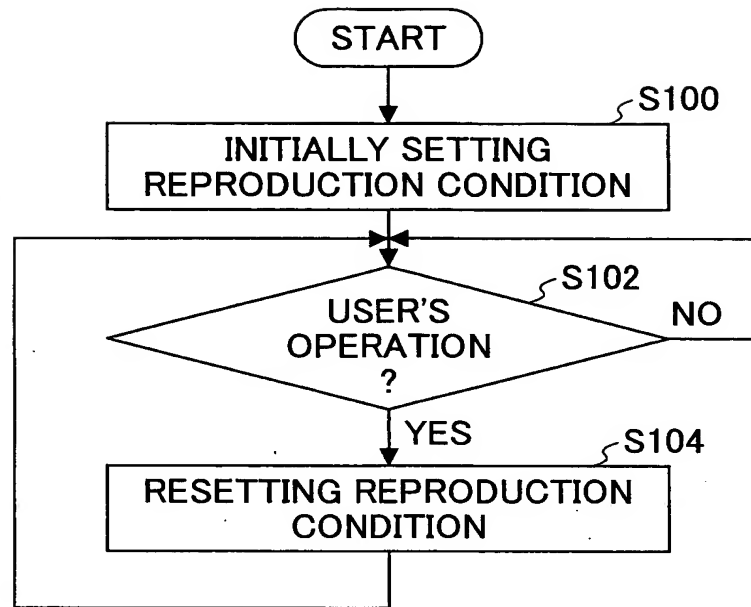 START
S100
INITIALLY SETTING
REPRODUCTION CONDITION
S102
USER'S
OPERATION
?
NO
YES
S104
RESETTING REPRODUCTION
CONDITION